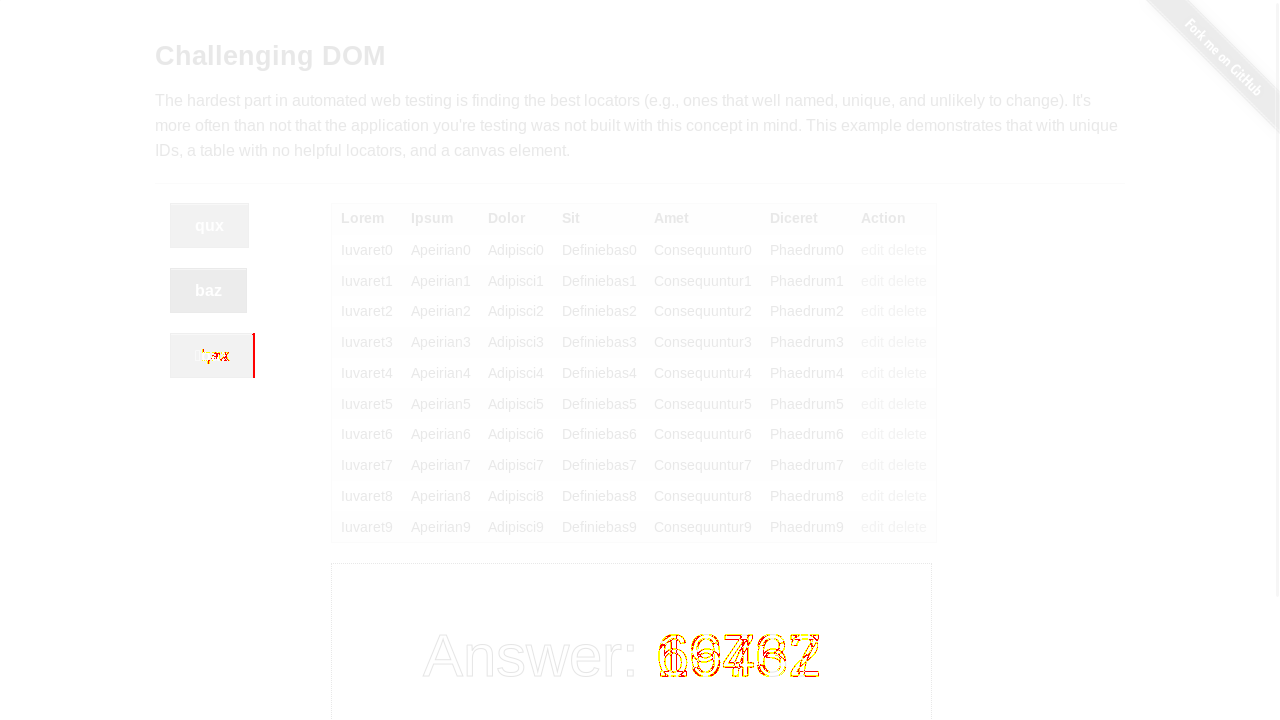 Fork me on GitHub
Challenging DOM
The hardest part in automated web testing is finding the best locators (e.g., ones that well named, unique, and unlikely to change). It's
more often than not that the application you're testing was not built with this concept in mind. This example demonstrates that with unique
IDs, a table with no helpful locators, and a canvas element.
qux
baz
Lorem Ipsum Dolor Sit Amet Diceret Action
Iuvaret0 Apeirian0 Adipisci0 Definiebas0 Consequuntur0 Phaedrum0 edit delete
Iuvaret1 Apeirian1 Adipisci1 Definiebas1 Consequuntur1 Phaedrum1 edit delete
Iuvaret2 Apeirian2 Adipisci2 Definiebas2 Consequuntur2 Phaedrum2 edit delete
Iuvaret3 Apeirian3 Adipisci3 Definiebas3 Consequuntur3 Phaedrum3 edit delete
Iuvaret4 Apeirian4 Adipisci4 Definiebas4 Consequuntur4 Phaedrum4 edit delete
Iuvaret5 Apeirian5 Adipisci5 Definiebas5 Consequuntur5 Phaedrum5 edit delete
Iuvaret6 Apeirian6 Adipisci6 Definiebas6 Consequuntur6 Phaedrum6 edit delete
Iuvaret7 Apeirian7 Adipisci7 Definiebas7 Consequuntur7 Phaedrum7 edit delete
Iuvaret8 Apeirian8 Adipisci8 Definiebas8 Consequuntur8 Phaedrum8 edit delete
Iuvaret9 Apeirian9 Adipisci9 Definiebas9 Consequuntur9 Phaedrum9 edit delete
Answer: